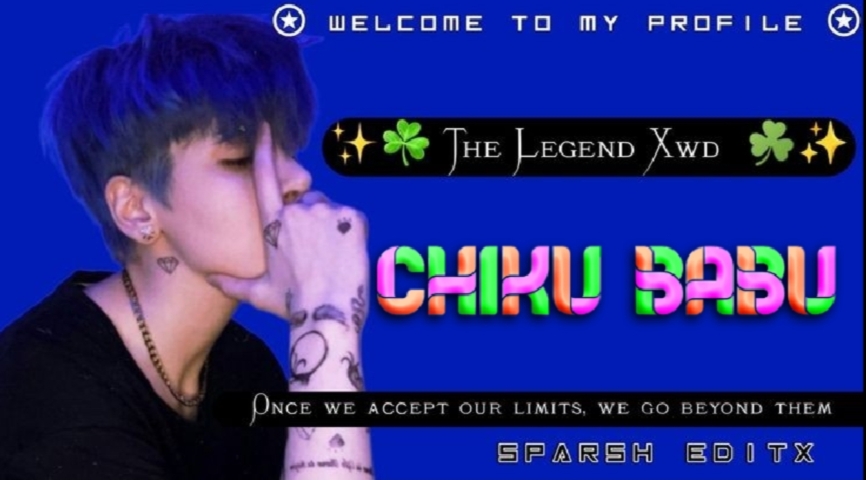 WELCOME TO MY PROFILE
THE LEGEND XWD
CHIKU BABU
ONCE WE ACCEPT OUR LIMITS, WE GO BEYOND THEM
SPARSH EDITX